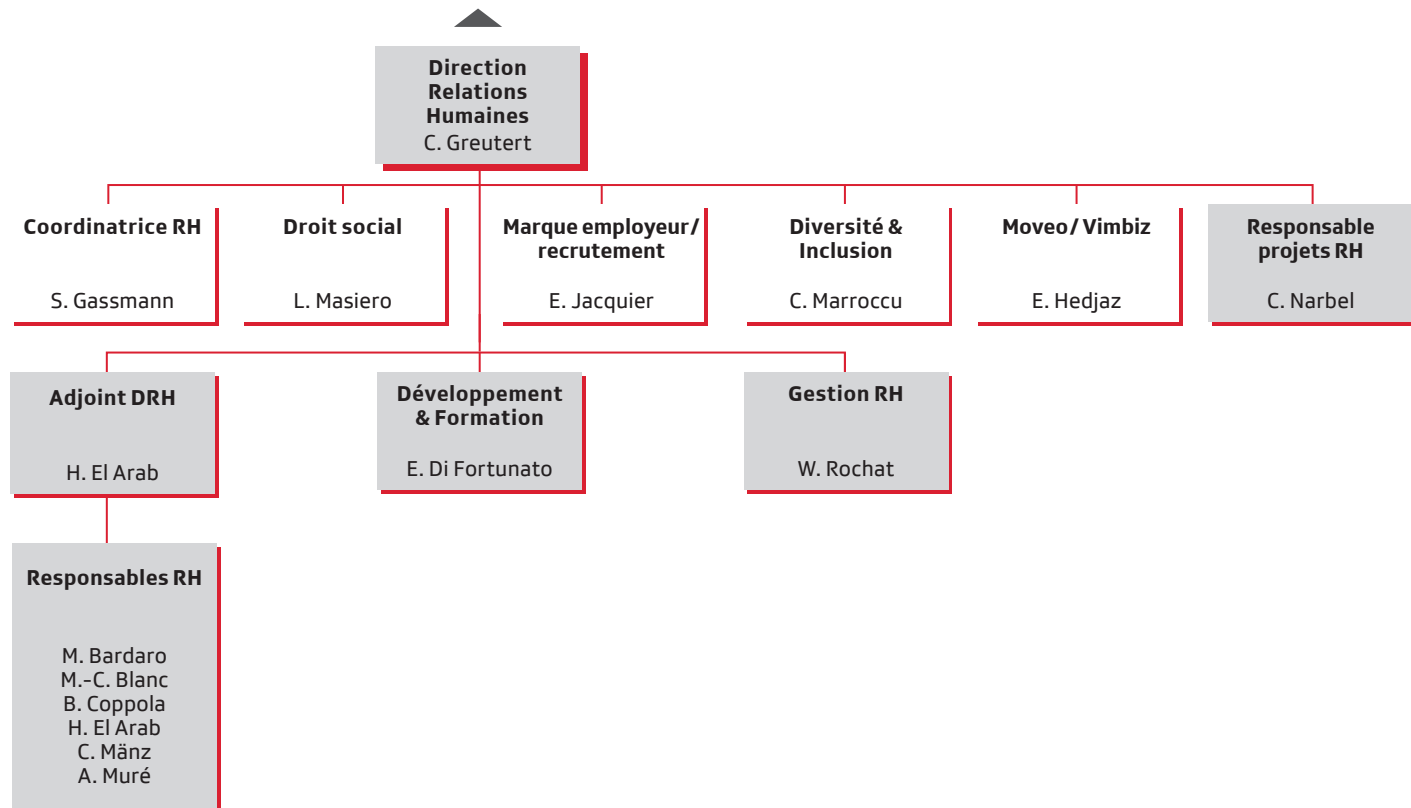 Direction
Relations
Humaines
C. Greutert
Coordinatrice RH
S. Gassmann
Droit social
L. Masiero
Marque employeur/
recrutement
E. Jacquier
Diversité &
Inclusion
C. Marroccu
Moveo/ Vimbiz
E. Hedjaz
Responsable
projets RH
C. Narbel
Adjoint DRH
H. El Arab
Développement
& Formation
E. Di Fortunato
Gestion RH
W. Rochat
Responsables RH
M. Bardaro
M.-C. Blanc
B. Coppola
H. El Arab
C. Mänz
A. Muré